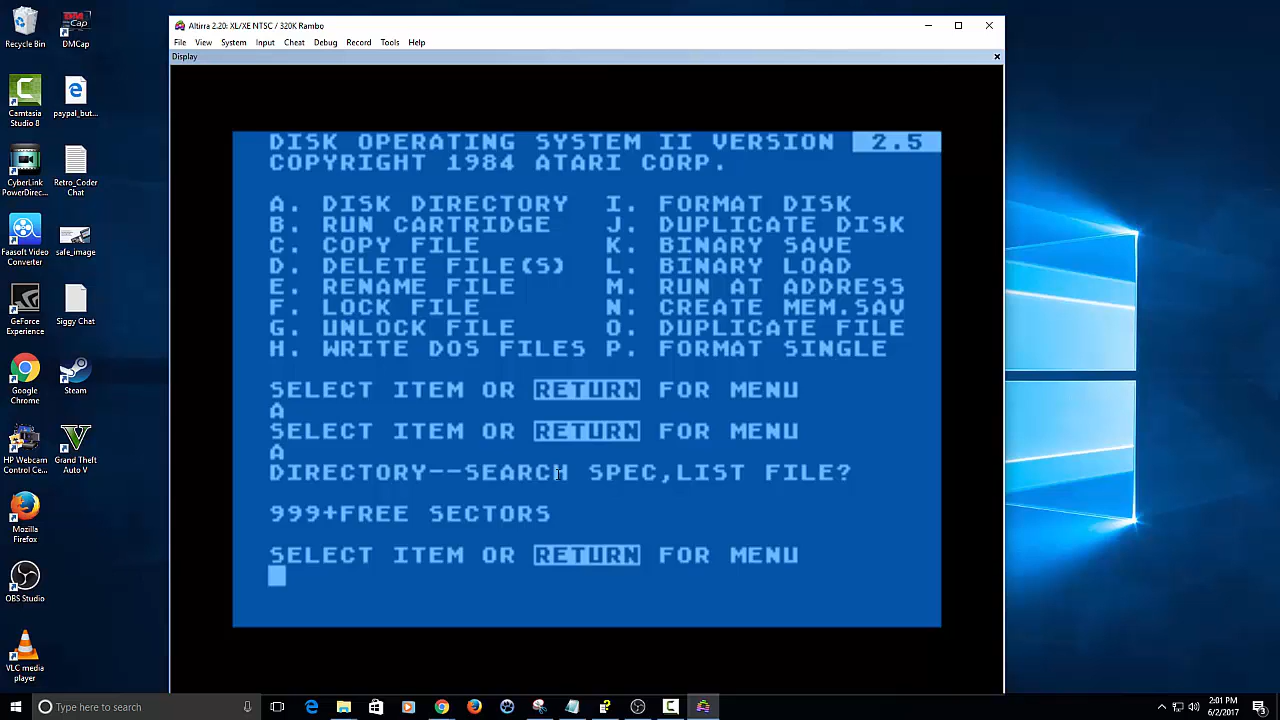 Recycle Bin
DMCap
Camtasia Studio 8
paypal_but...
CyberLink PowerDirec...
Retro_Coder Chat
Faasoft Video Converter
safe_image
GeForce Experience
Siggy Chat
Google Chrome
Steam
HP Webcam Control Cen...
Grand Theft Auto V
Mozilla Firefox
OBS Studio
VLC media player
Altirra 2.20: XL/XE NTSC / 320K Rambo
File View System Input Cheat Debug Record Tools Help
Display
DISK OPERATING SYSTEM II VERSION 2.5
COPYRIGHT 1984 ATARI CORP.
A. DISK DIRECTORY I. FORMAT DISK
B. RUN CARTRIDGE J. DUPLICATE DISK
C. COPY FILE K. BINARY SAVE
D. DELETE FILE(S) L. BINARY LOAD
E. RENAME FILE M. RUN AT ADDRESS
F. LOCK FILE N. CREATE MEM.SAV
G. UNLOCK FILE O. DUPLICATE FILE
H. WRITE DOS FILES P. FORMAT SINGLE
SELECT ITEM OR RETURN FOR MENU
A
SELECT ITEM OR RETURN FOR MENU
A
DIRECTORY--SEARCH SPEC,LIST FILE?
999+FREE SECTORS
SELECT ITEM OR RETURN FOR MENU
Type here to search
2:01 PM
6/2/2017